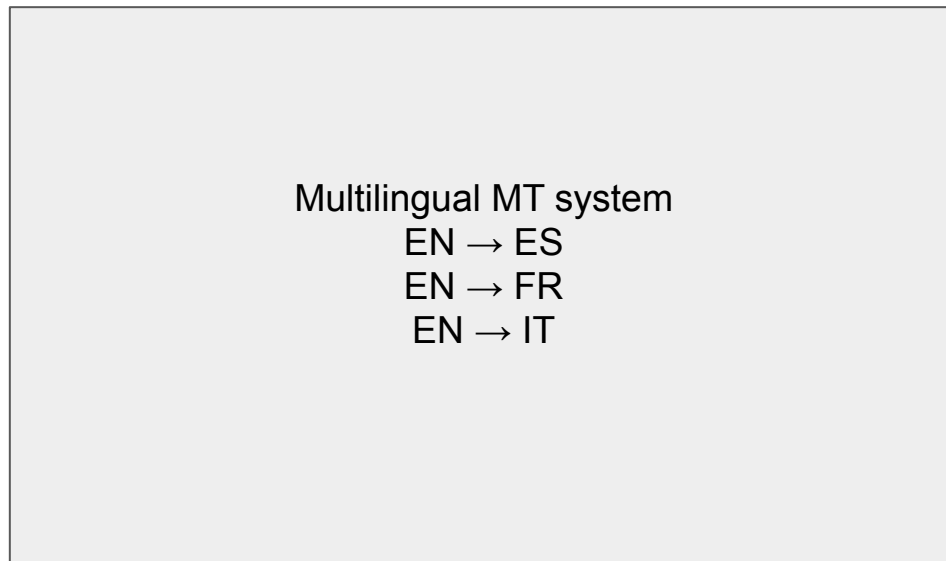 Multilingual MT system
EN → ES
EN → FR
EN → IT